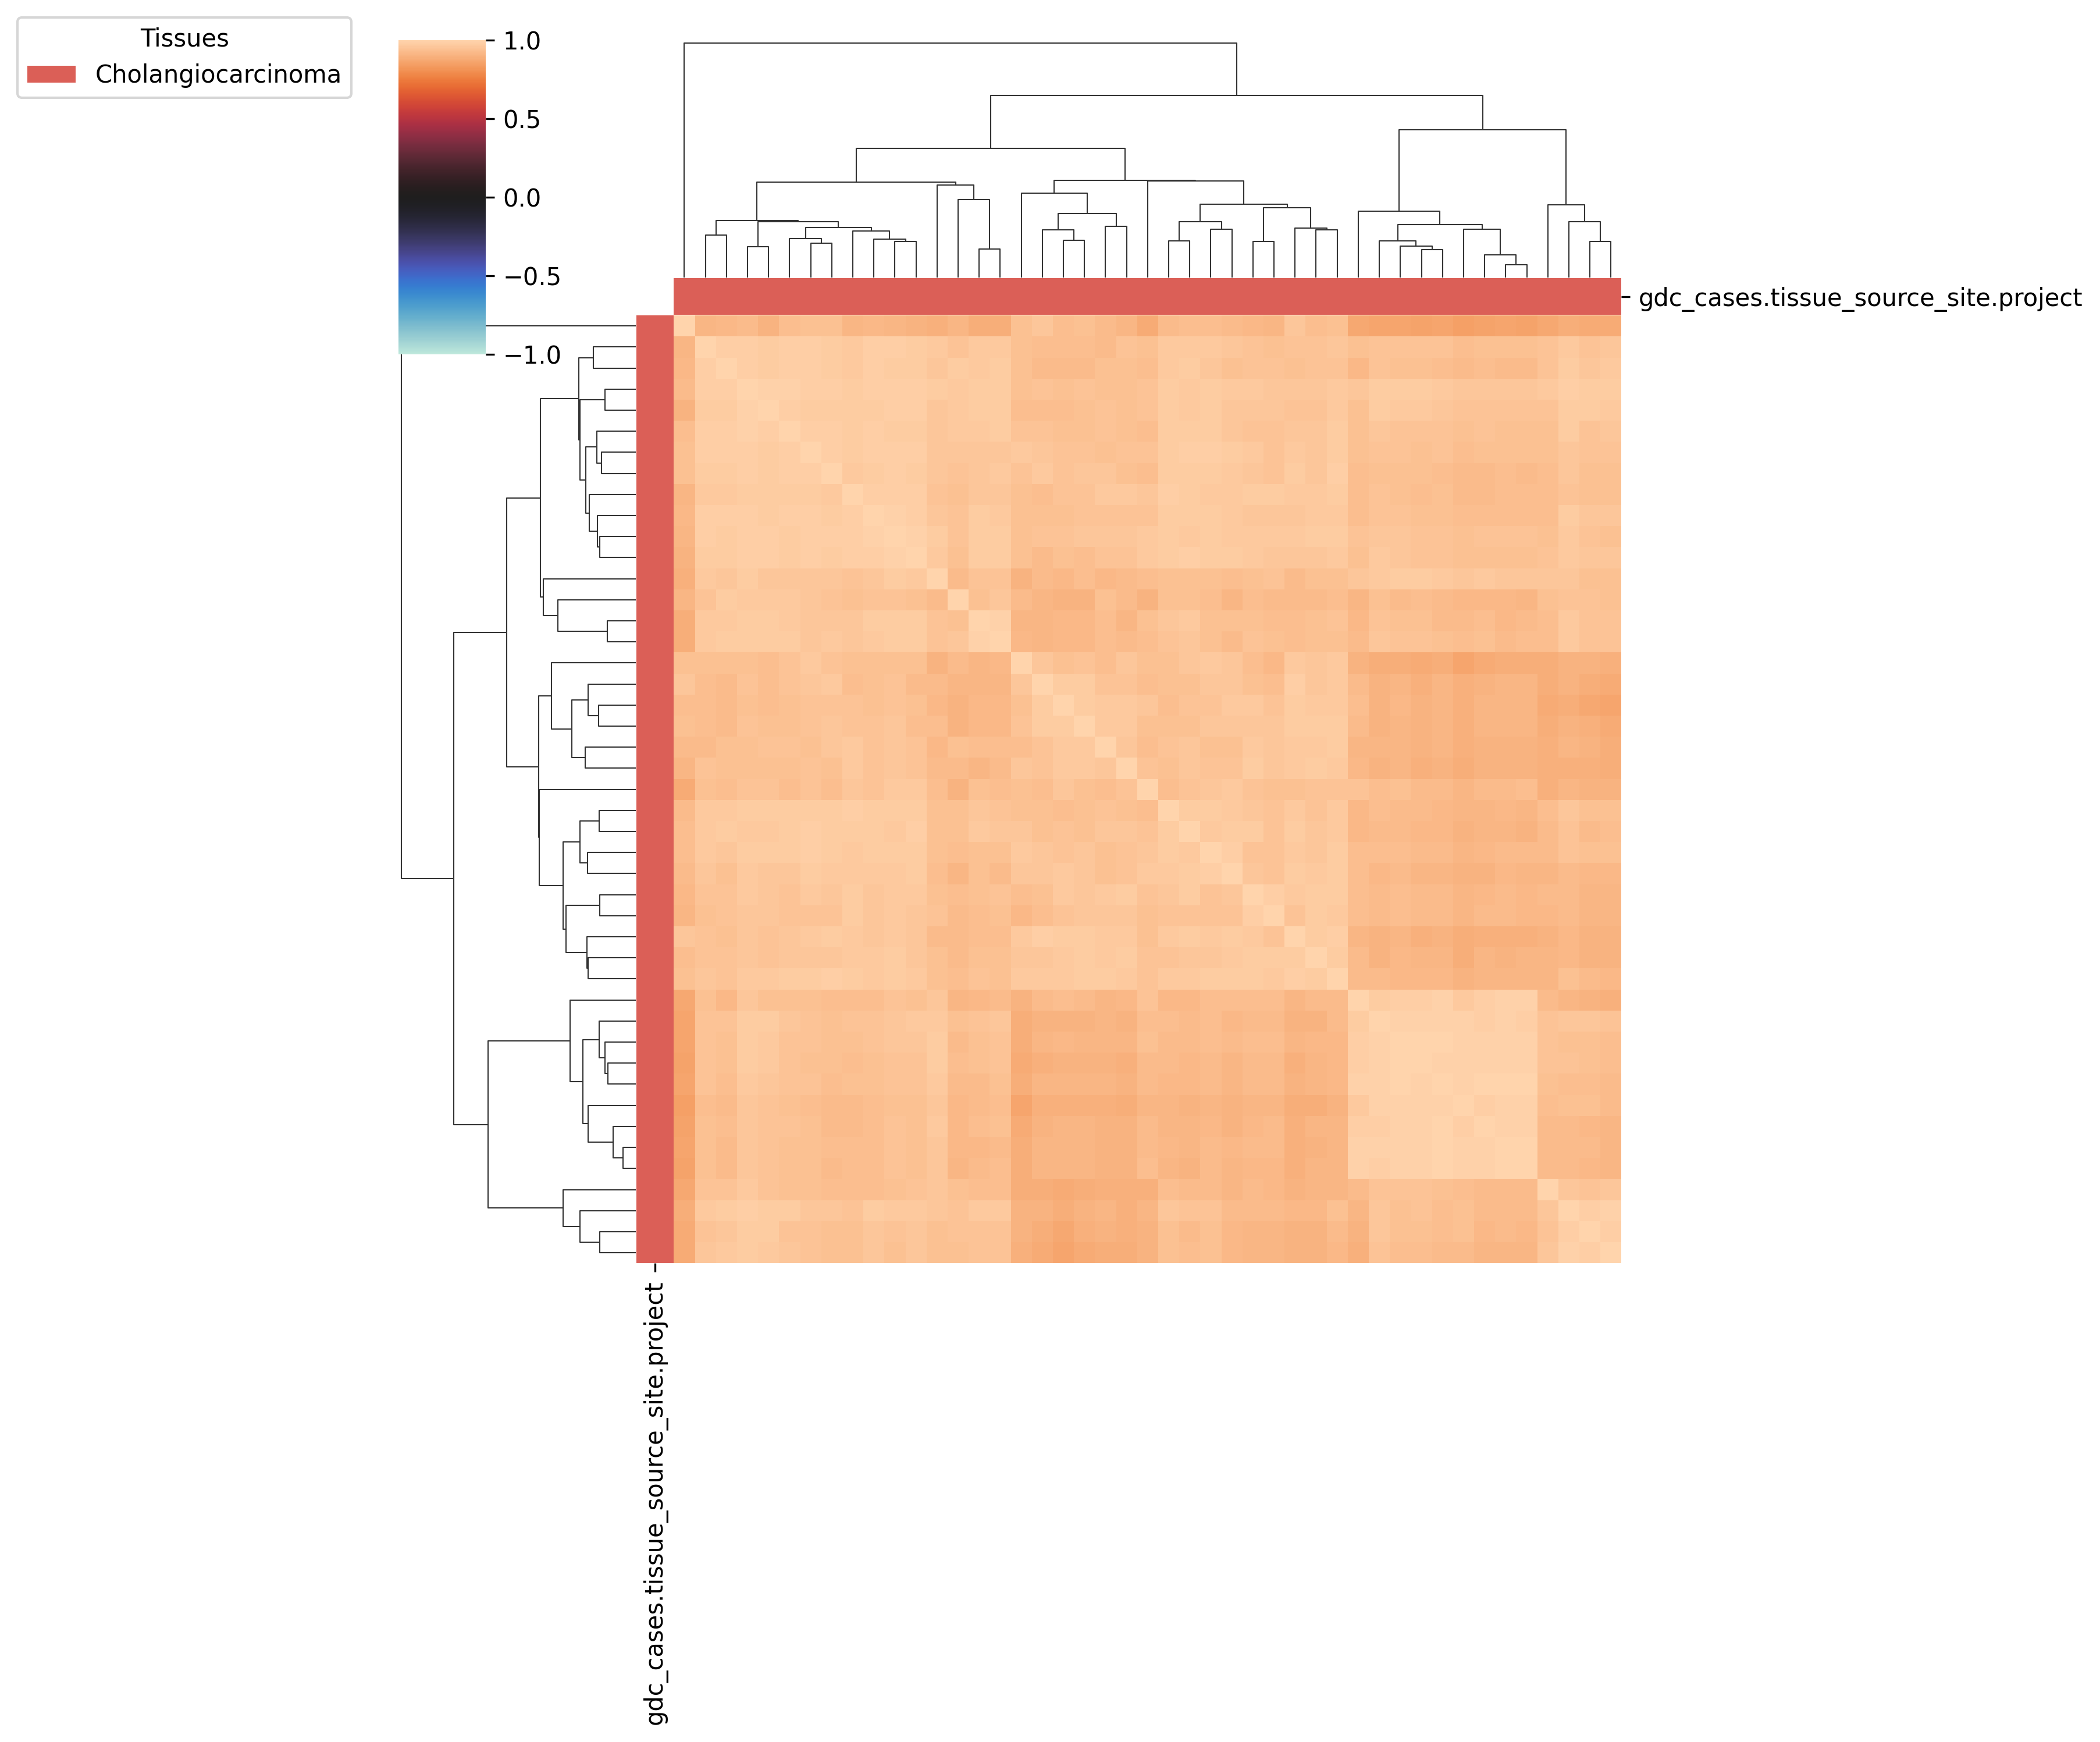 Tissues
Cholangiocarcinoma
1.0
0.5
0.0
−0.5
−1.0
gdc_cases.tissue_source_site.project
gdc_cases.tissue_source_site.project